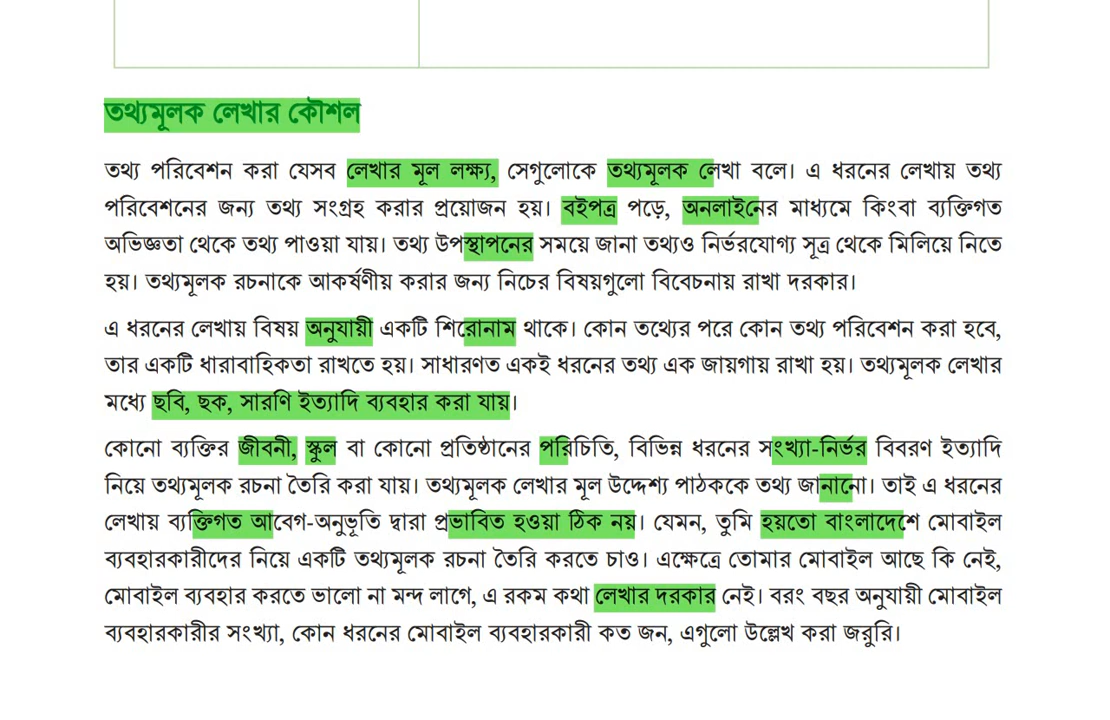 তথ্যমূলক লেখার কৌশল
তথ্য পরিবেশন করা যেসব লেখার মূল লক্ষ্য, সেগুলোকে তথ্যমূলক লেখা বলে। এ ধরনের লেখায় তথ্য
পরিবেশনের জন্য তথ্য সংগ্রহ করার প্রয়োজন হয়। বইপত্র পড়ে, অনলাইনের মাধ্যমে কিংবা ব্যক্তিগত
অভিজ্ঞতা থেকে তথ্য পাওয়া যায়। তথ্য উপস্থাপনের সময়ে জানা তথ্যও নির্ভরযোগ্য সূত্র থেকে মিলিয়ে নিতে
হয়। তথ্যমূলক রচনাকে আকর্ষণীয় করার জন্য নিচের বিষয়গুলো বিবেচনায় রাখা দরকার।
এ ধরনের লেখায় বিষয় অনুযায়ী একটি শিরোনাম থাকে। কোন তথ্যের পরে কোন তথ্য পরিবেশন করা হবে,
তার একটি ধারাবাহিকতা রাখতে হয়। সাধারণত একই ধরনের তথ্য এক জায়গায় রাখা হয়। তথ্যমূলক লেখার
মধ্যে ছবি, ছক, সারণি ইত্যাদি ব্যবহার করা যায়।
কোনো ব্যক্তির জীবনী, স্কুল বা কোনো প্রতিষ্ঠানের পরিচিতি, বিভিন্ন ধরনের সংখ্যা-নির্ভর বিবরণ ইত্যাদি
নিয়ে তথ্যমূলক রচনা তৈরি করা যায়। তথ্যমূলক লেখার মূল উদ্দেশ্য পাঠককে তথ্য জানানো। তাই এ ধরনের
লেখায় ব্যক্তিগত আবেগ-অনুভূতি দ্বারা প্রভাবিত হওয়া ঠিক নয়। যেমন, তুমি হয়তো বাংলাদেশে মোবাইল
ব্যবহারকারীদের নিয়ে একটি তথ্যমূলক রচনা তৈরি করতে চাও। এক্ষেত্রে তোমার মোবাইল আছে কি নেই,
মোবাইল ব্যবহার করতে ভালো না মন্দ লাগে, এ রকম কথা লেখার দরকার নেই। বরং বছর অনুযায়ী মোবাইল
ব্যবহারকারীর সংখ্যা, কোন ধরনের মোবাইল ব্যবহারকারী কত জন, এগুলো উল্লেখ করা জরুরি।